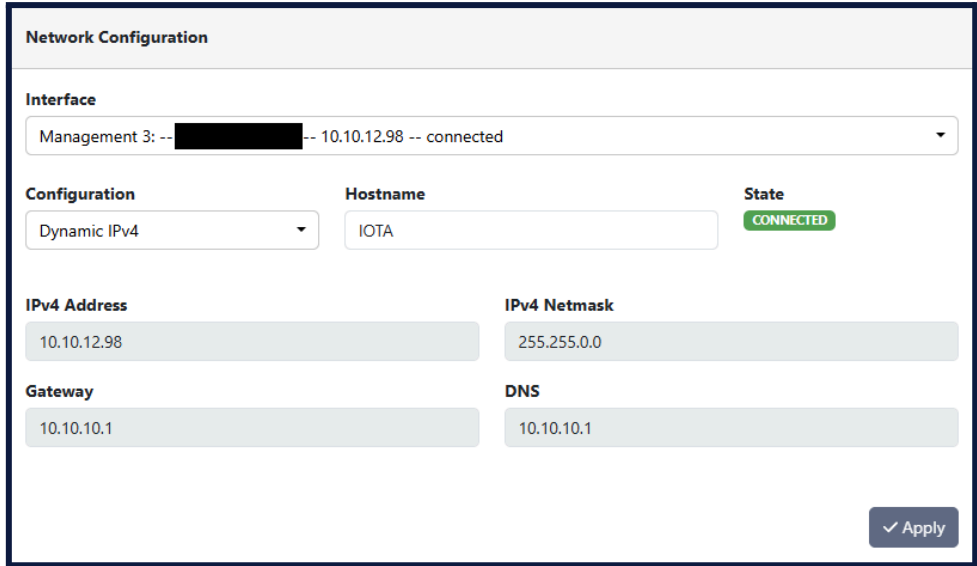 Network Configuration
Interface
Management 3: -- -- 10.10.12.98 -- connected
Configuration
Hostname
State
Dynamic IPv4
IOTA
CONNECTED
IPv4 Address
IPv4 Netmask
10.10.12.98
255.255.0.0
Gateway
DNS
10.10.10.1
10.10.10.1
Apply